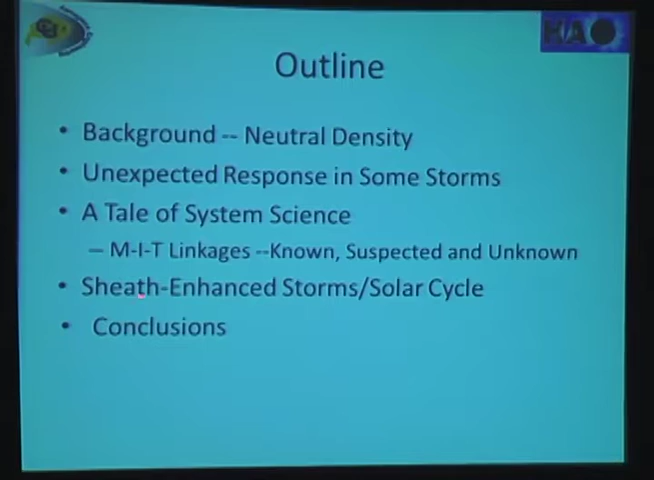 HAO
Outline
• Background -- Neutral Density
• Unexpected Response in Some Storms
• A Tale of System Science
– M-I-T Linkages --Known, Suspected and Unknown
• Sheath-Enhanced Storms/Solar Cycle
• Conclusions